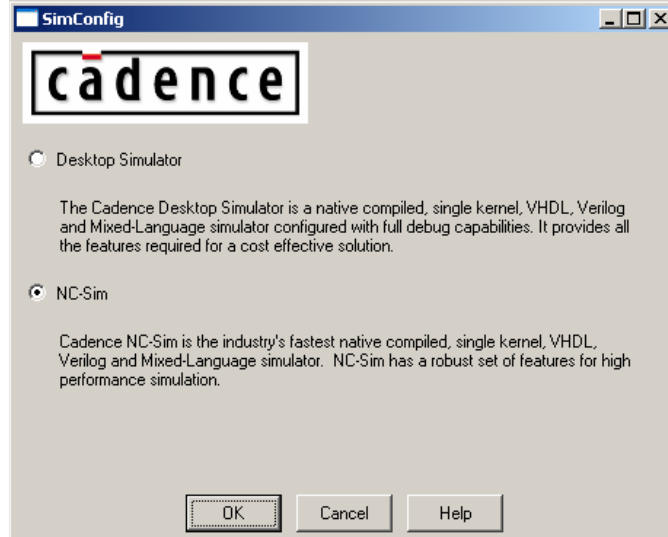 SimConfig
cādence
Desktop Simulator
The Cadence Desktop Simulator is a native compiled, single kernel, VHDL, Verilog
and Mixed-Language simulator configured with full debug capabilities. It provides all
the features required for a cost effective solution.
NC-Sim
Cadence NC-Sim is the industry's fastest native compiled, single kernel, VHDL,
Verilog and Mixed-Language simulator.  NC-Sim has a robust set of features for high
performance simulation.
OK Cancel Help